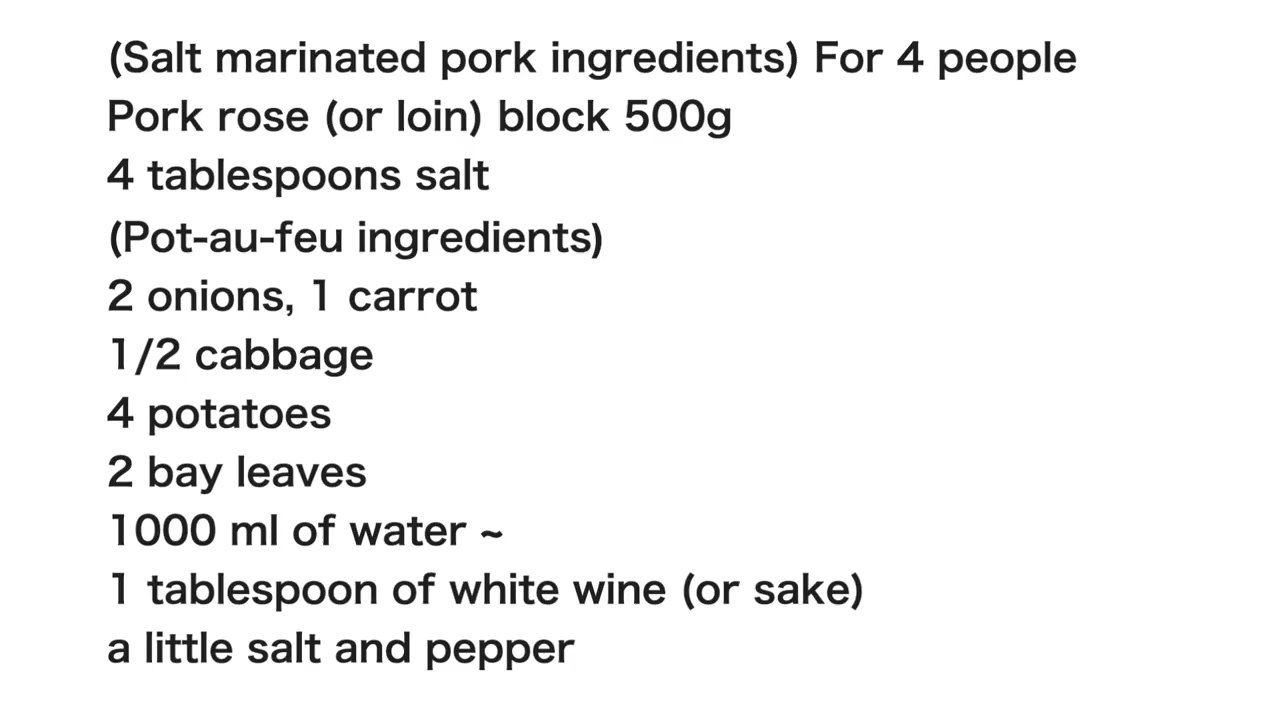 (Salt marinated pork ingredients) For 4 people
Pork rose (or loin) block 500g
4 tablespoons salt
(Pot-au-feu ingredients)
2 onions, 1 carrot
1/2 cabbage
4 potatoes
2 bay leaves
1000 ml of water ~
1 tablespoon of white wine (or sake)
a little salt and pepper